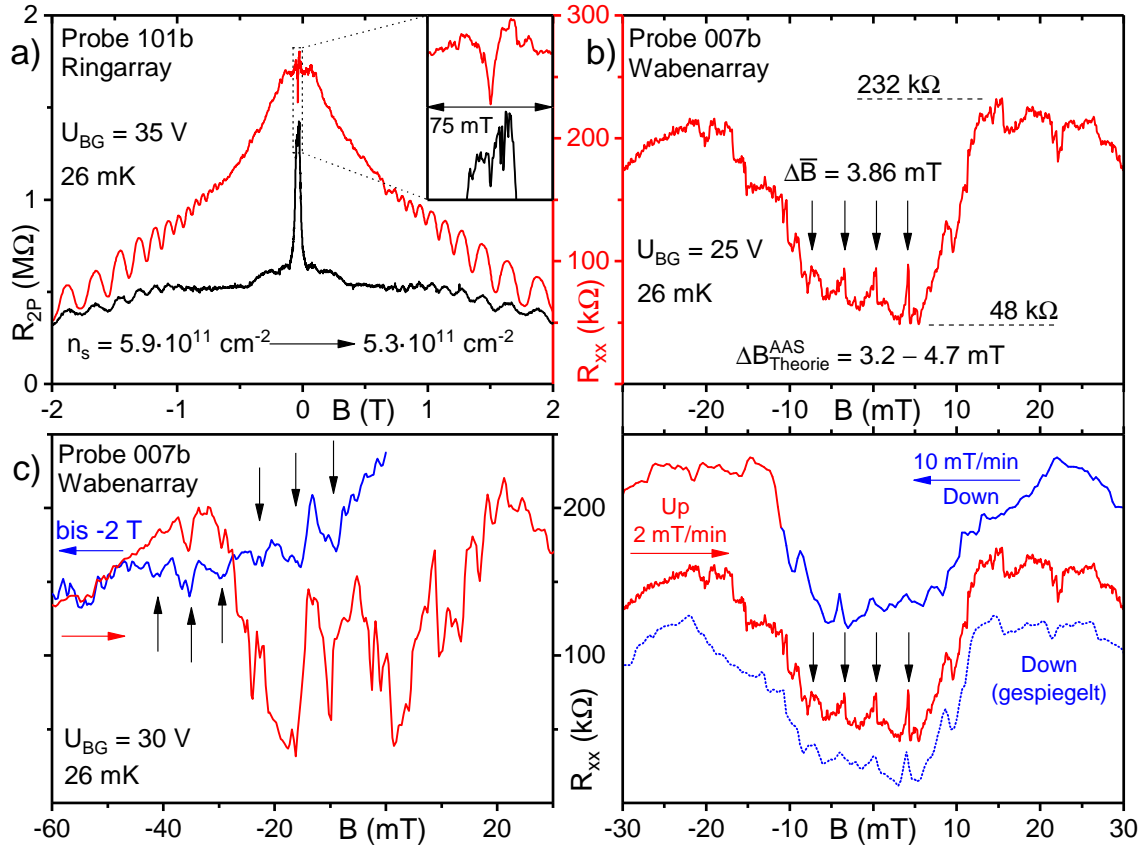 a)
Probe 101b
Ringarray
U_BG = 35 V
26 mK
75 mT
n_s = 5.9·10^11 cm^-2 → 5.3·10^11 cm^-2
R_2P (MΩ)
0
1
2
-2
-1
0
1
2
B (T)
R_xx (kΩ)
0
100
200
300
b)
Probe 007b
Wabenarray
232 kΩ
ΔB̅ = 3.86 mT
U_BG = 25 V
26 mK
48 kΩ
ΔB_Theorie^AAS = 3.2 – 4.7 mT
-20
-10
0
10
20
B (mT)
c)
Probe 007b
Wabenarray
bis -2 T
U_BG = 30 V
26 mK
-60
-40
-20
20
B (mT)
R_xx (kΩ)
100
200
10 mT/min
Down
Up
2 mT/min
Down
(gespiegelt)
-30
-20
-10
0
10
20
30
B (mT)